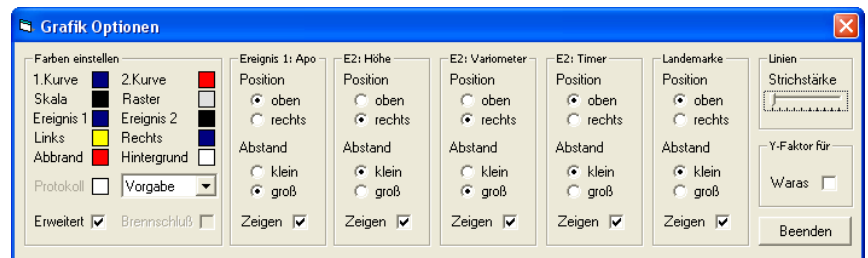 Grafik Optionen
Farben einstellen
1.Kurve 2.Kurve
Skala Raster
Ereignis 1 Ereignis 2
Links Rechts
Abbrand Hintergrund
Protokoll Vorgabe
Erweitert Brennschluß
Ereignis 1: Apo
Position
oben
rechts
Abstand
klein
groß
Zeigen
E2: Höhe
Position
oben
rechts
Abstand
klein
groß
Zeigen
E2: Variometer
Position
oben
rechts
Abstand
klein
groß
Zeigen
E2: Timer
Position
oben
rechts
Abstand
klein
groß
Zeigen
Landemarke
Position
oben
rechts
Abstand
klein
groß
Zeigen
Linien
Strichstärke
Y-Faktor für
Waras
Beenden